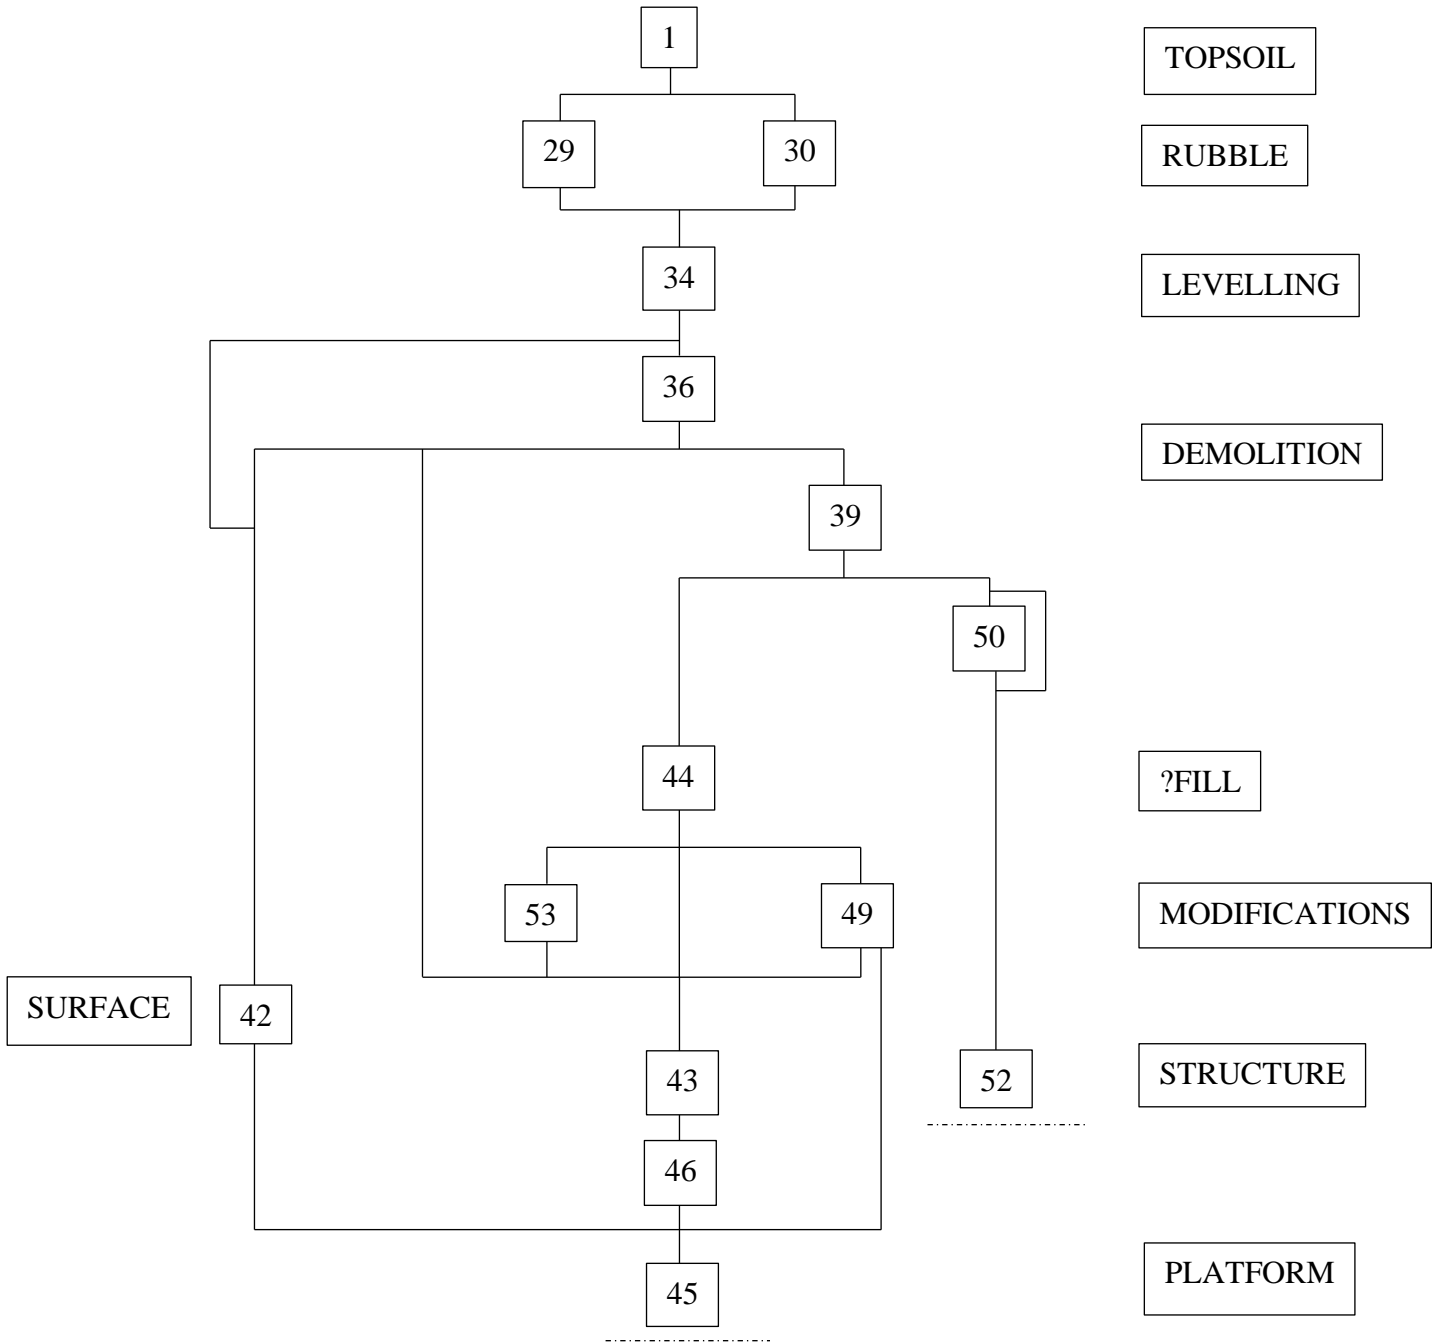 1
TOPSOIL
29
30
RUBBLE
34
LEVELLING
36
DEMOLITION
39
50
44
?FILL
53
49
MODIFICATIONS
SURFACE
42
43
52
STRUCTURE
46
45
PLATFORM